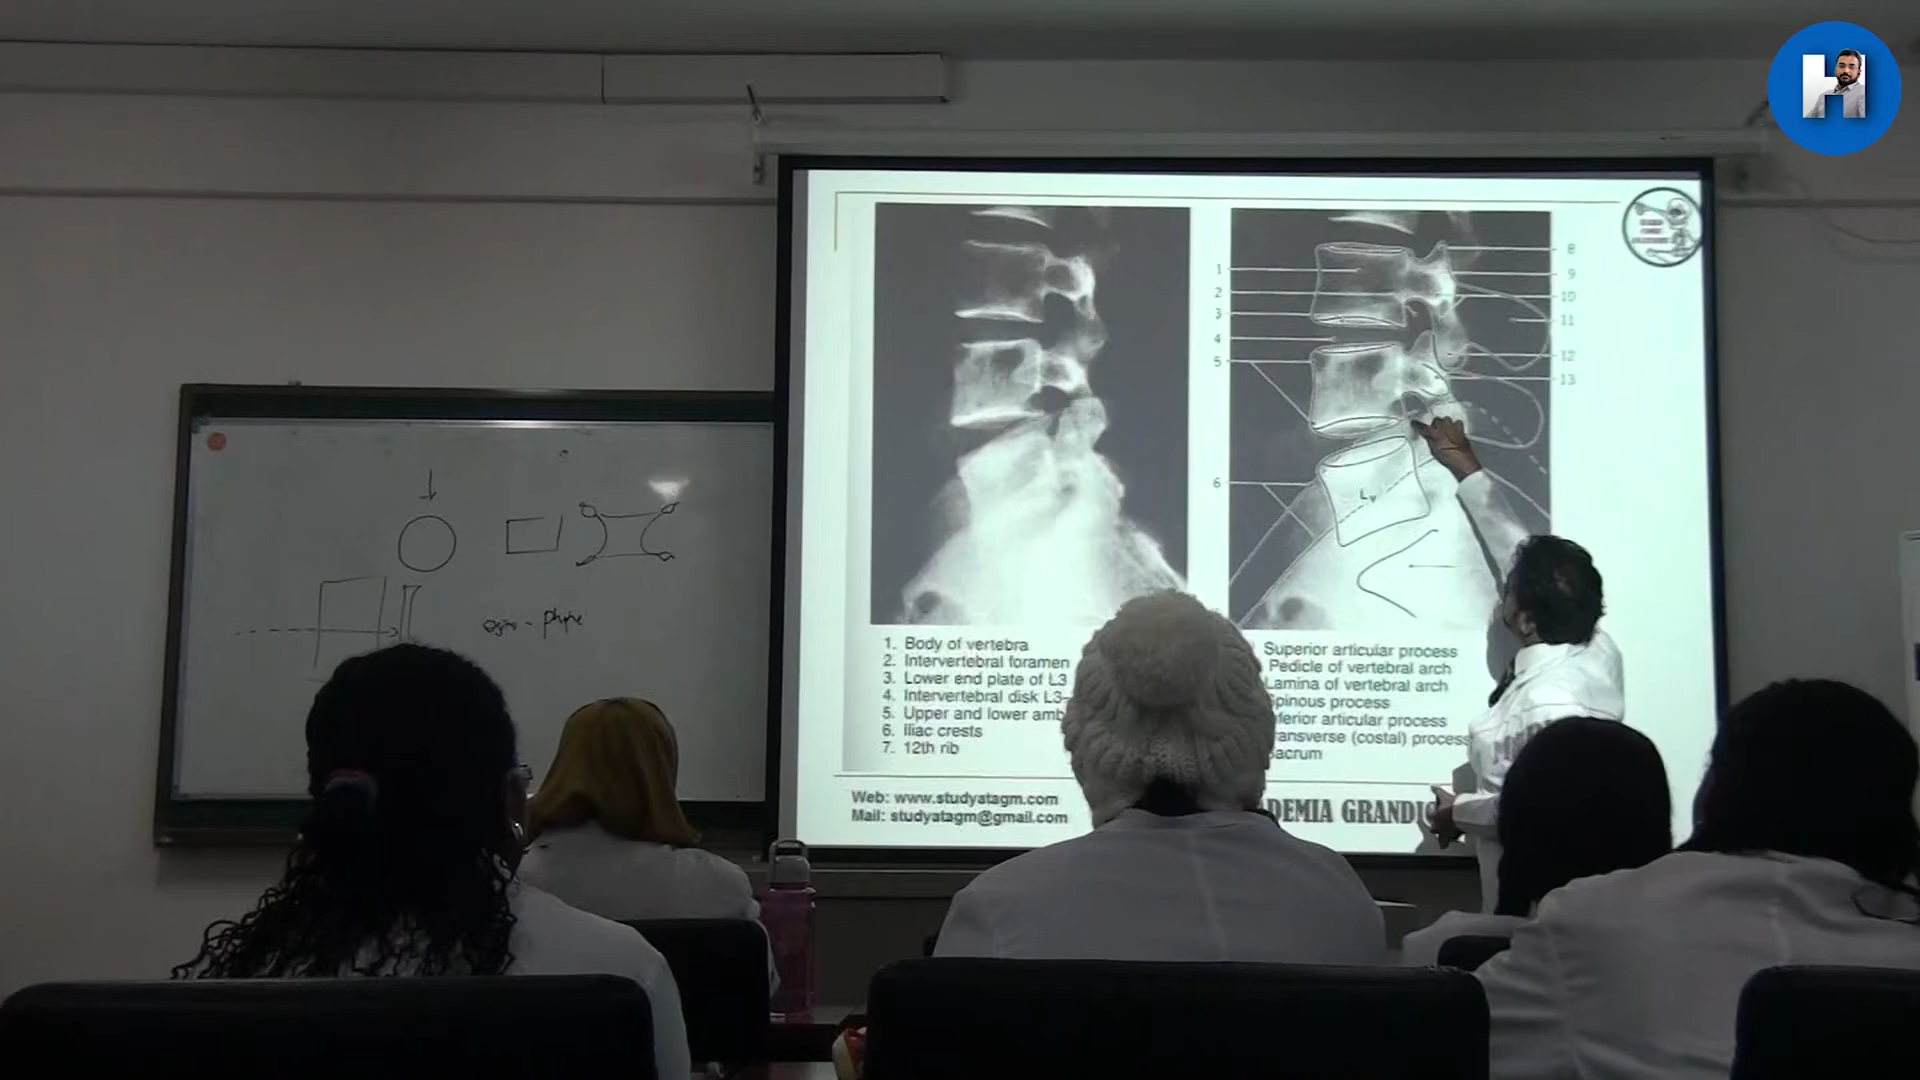 H
8
9
10
11
12
13
1
2
3
4
5
6
L
1. Body of vertebra
2. Intervertebral foramen
3. Lower end plate of L3
4. Intervertebral disk L3-
5. Upper and lower
6. Iliac crests
7. 12th rib
Superior articular process
Pedicle of vertebral arch
Lamina of vertebral arch
Spinous process
nferior articular process
ransverse (costal) process
acrum
Web: www.studyatagm.com
Mail: studyatagm@gmail.com
DEMIA GRANDI